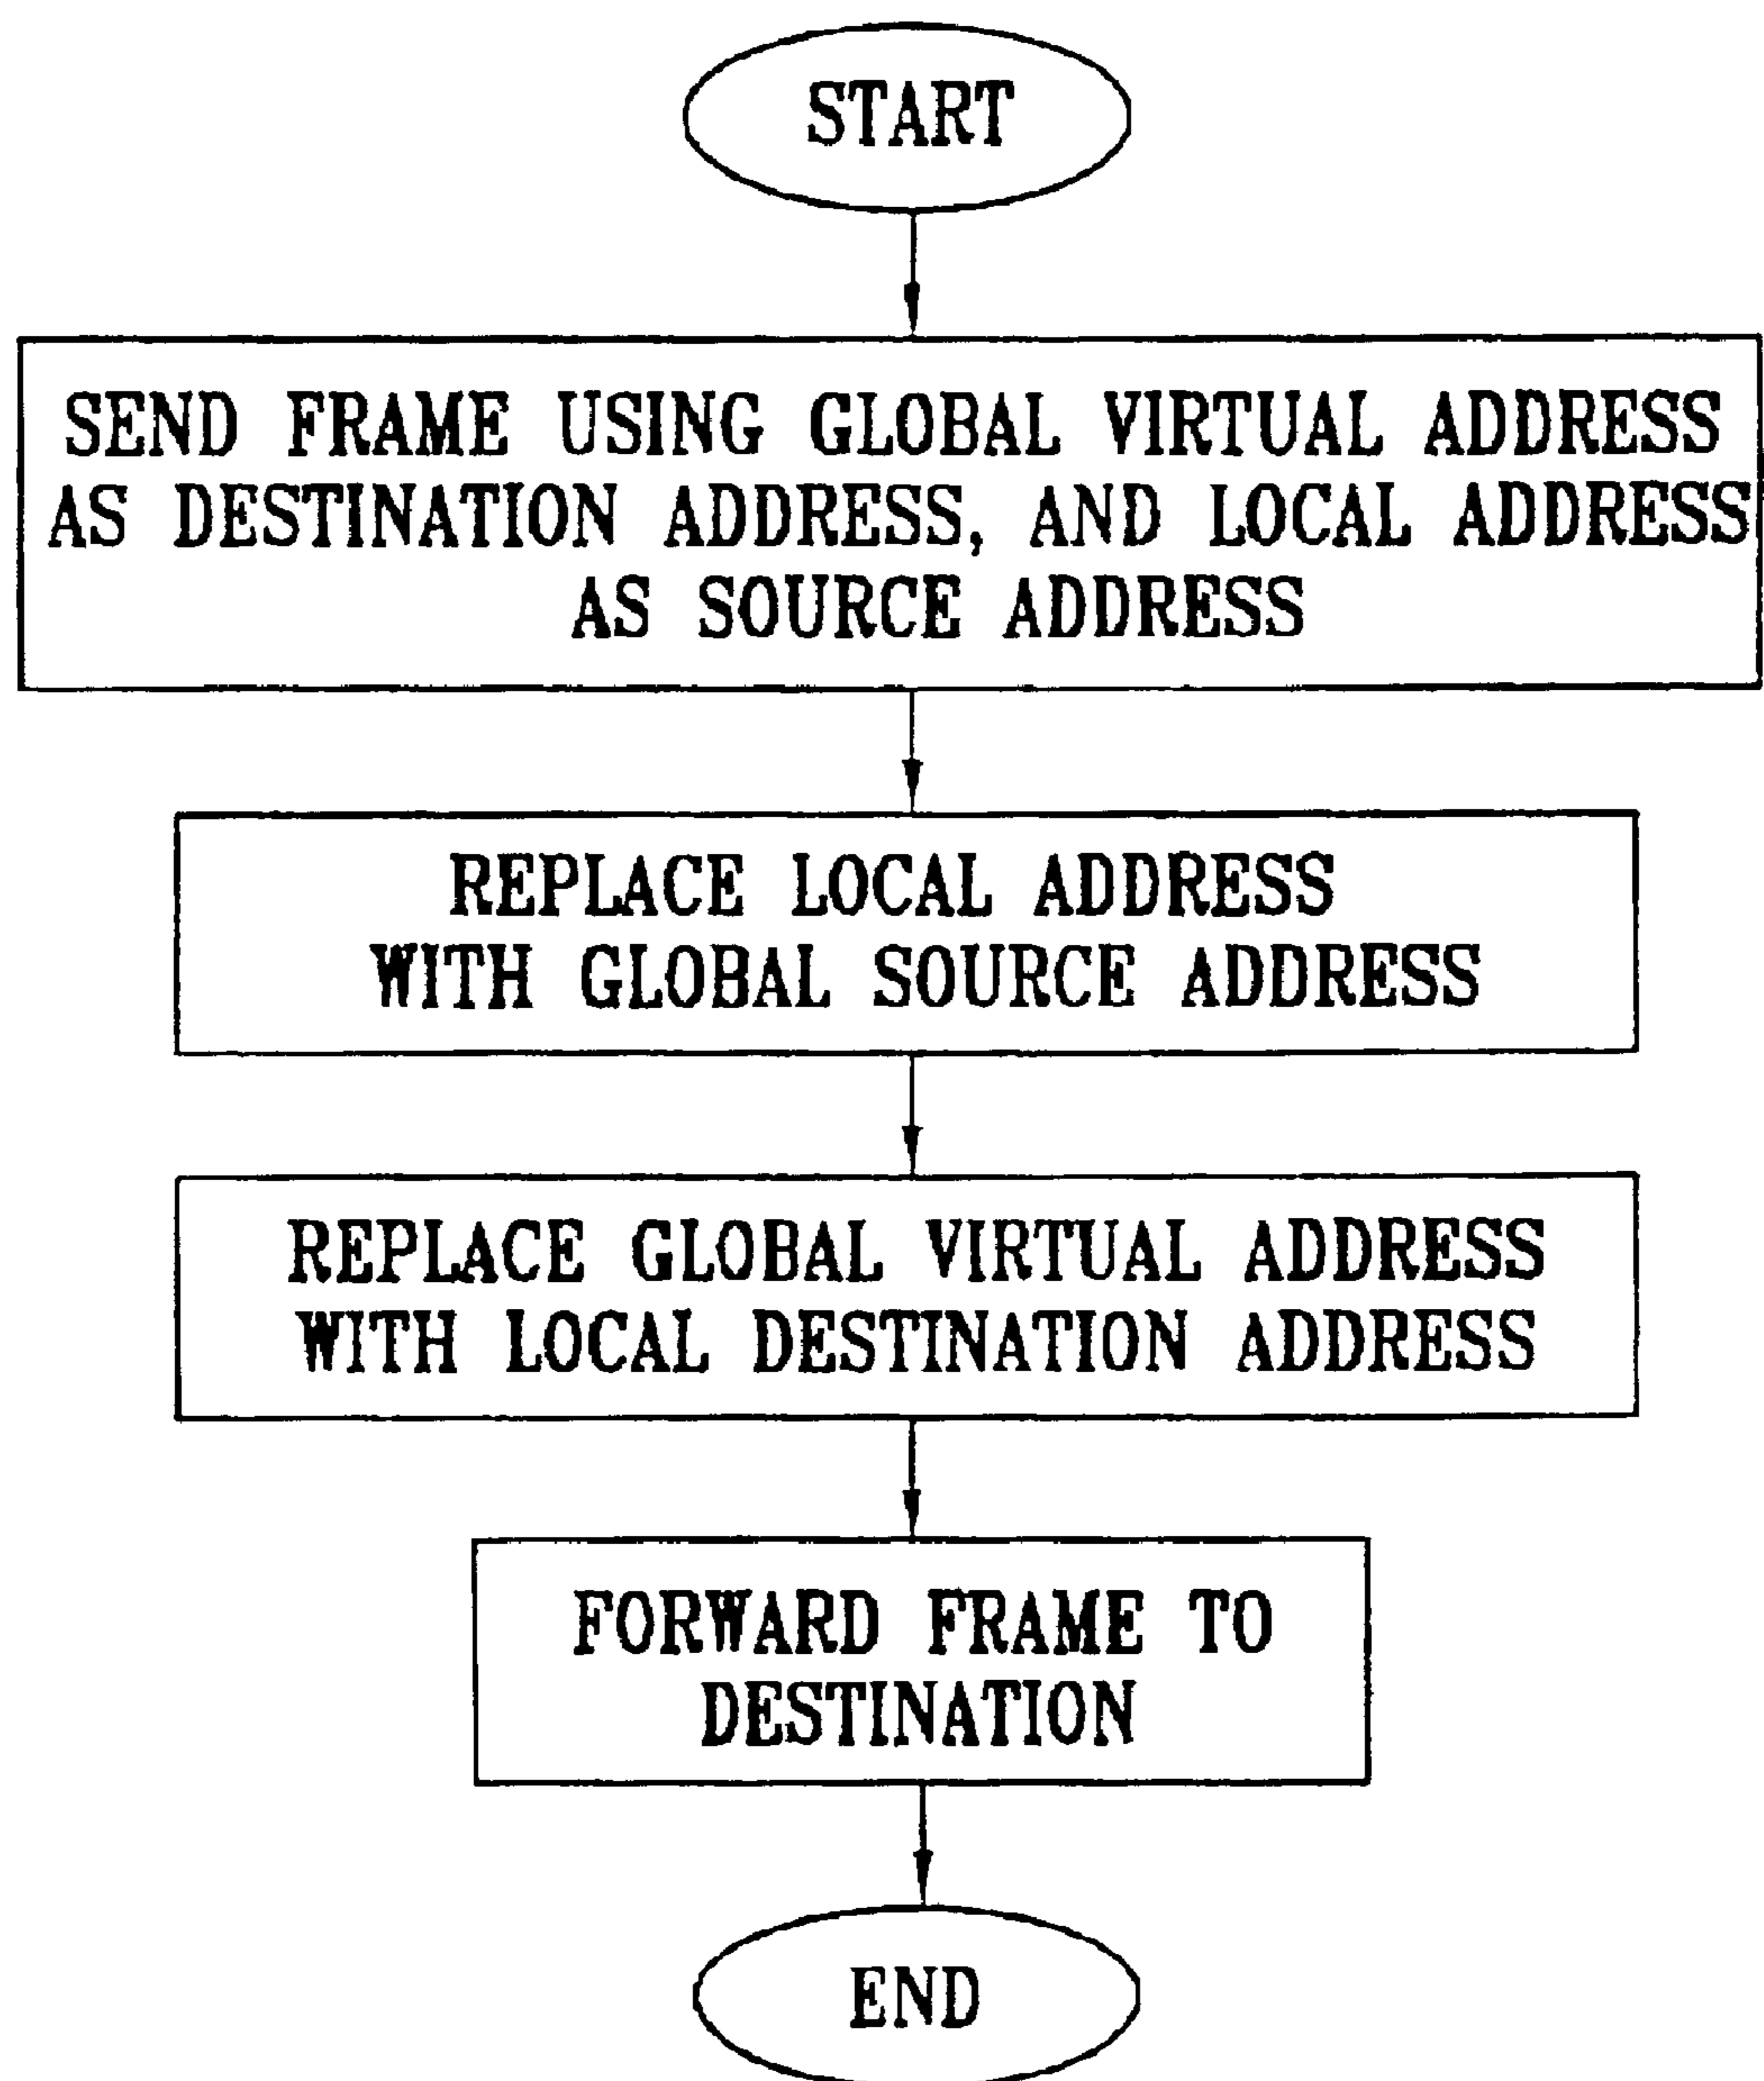 START
SEND FRAME USING GLOBAL VIRTUAL ADDRESS
AS DESTINATION ADDRESS, AND LOCAL ADDRESS
AS SOURCE ADDRESS
REPLACE LOCAL ADDRESS
WITH GLOBAL SOURCE ADDRESS
REPLACE GLOBAL VIRTUAL ADDRESS
WITH LOCAL DESTINATION ADDRESS
FORWARD FRAME TO
DESTINATION
END